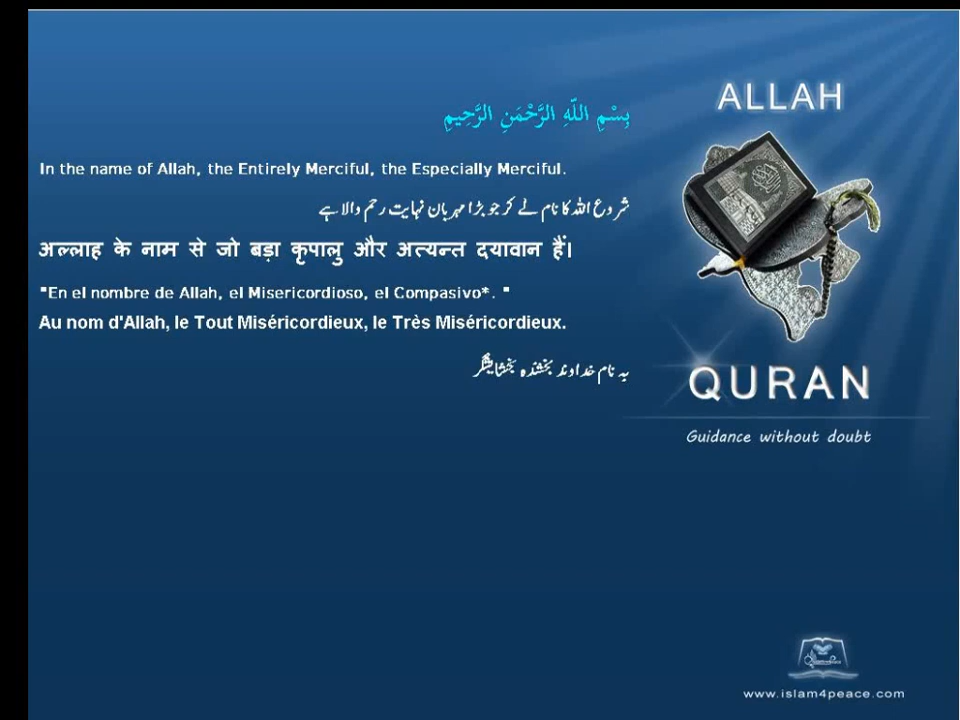 بِسْمِ اللَّهِ الرَّحْمَنِ الرَّحِيمِ
In the name of Allah, the Entirely Merciful, the Especially Merciful.
شروع اللہ کا نام لے کر جو بڑا مہربان نہایت رحم والا ہے
अल्लाह के नाम से जो बड़ा कृपालु और अत्यन्त दयावान हैं।
"En el nombre de Allah, el Misericordioso, el Compasivo*. "
Au nom d'Allah, le Tout Miséricordieux, le Très Miséricordieux.
به نام خداوند بخشنده بخشایشگر
ALLAH
QURAN
Guidance without doubt
www.islam4peace.com